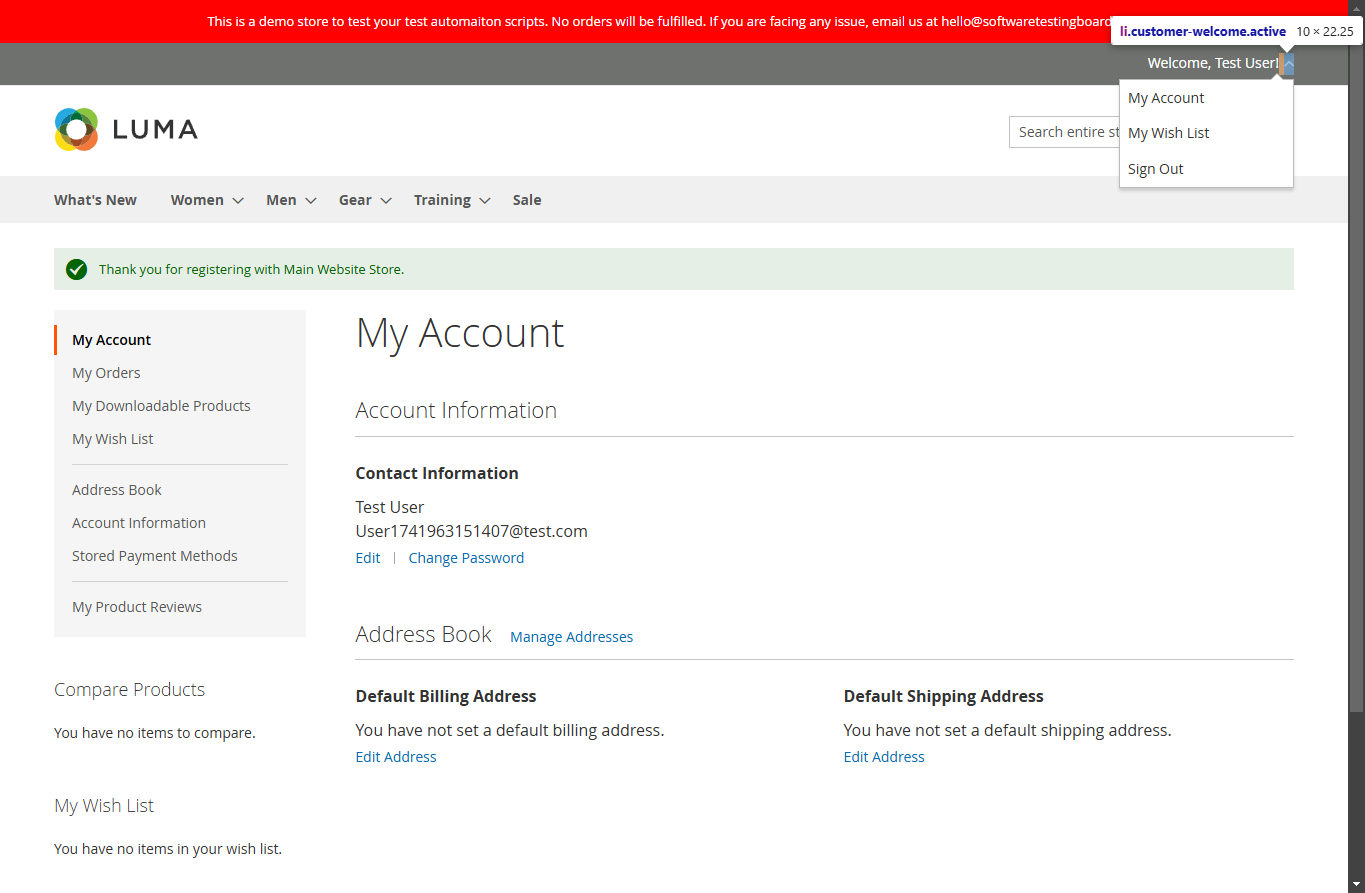 This is a demo store to test your test automaiton scripts. No orders will be fulfilled. If you are facing any issue, email us at hello@softwaretestingboard
li.customer-welcome.active 10 × 22.25
Welcome, Test User!
My Account
My Wish List
Sign Out
LUMA
Search entire st
What's New Women Men Gear Training Sale
Thank you for registering with Main Website Store.
My Account
My Orders
My Downloadable Products
My Wish List
Address Book
Account Information
Stored Payment Methods
My Product Reviews
Compare Products
You have no items to compare.
My Wish List
You have no items in your wish list.
My Account
Account Information
Contact Information
Test User
User1741963151407@test.com
Edit | Change Password
Address Book Manage Addresses
Default Billing Address
You have not set a default billing address.
Edit Address
Default Shipping Address
You have not set a default shipping address.
Edit Address